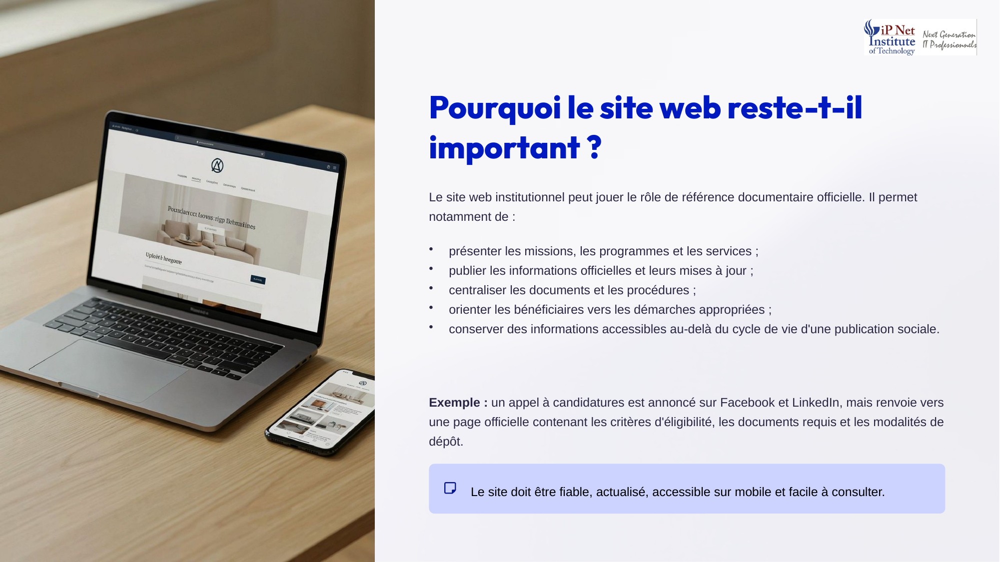 iP Net
Institute
of Technology
Next Generation
IT Professionnels
Pourquoi le site web reste-t-il
important ?
Le site web institutionnel peut jouer le rôle de référence documentaire officielle. Il permet
notamment de :
• présenter les missions, les programmes et les services ;
• publier les informations officielles et leurs mises à jour ;
• centraliser les documents et les procédures ;
• orienter les bénéficiaires vers les démarches appropriées ;
• conserver des informations accessibles au-delà du cycle de vie d'une publication sociale.
Exemple : un appel à candidatures est annoncé sur Facebook et LinkedIn, mais renvoie vers
une page officielle contenant les critères d'éligibilité, les documents requis et les modalités de
dépôt.
Le site doit être fiable, actualisé, accessible sur mobile et facile à consulter.